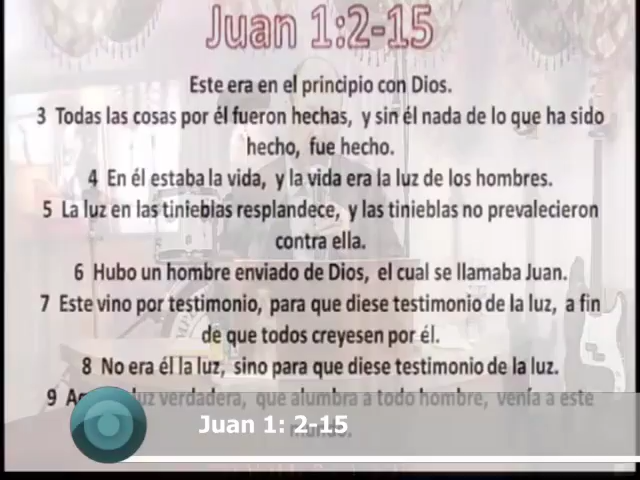 Juan 1:2-15
Este era en el principio con Dios.
3 Todas las cosas por él fueron hechas, y sin él nada de lo que ha sido
hecho, fue hecho.
4 En él estaba la vida, y la vida era la luz de los hombres.
5 La luz en las tinieblas resplandece, y las tinieblas no prevalecieron
contra ella.
6 Hubo un hombre enviado de Dios, el cual se llamaba Juan.
7 Este vino por testimonio, para que diese testimonio de la luz, a fin
de que todos creyesen por él.
8 No era él la luz, sino para que diese testimonio de la luz.
9 verdadera, que alumbra a todo hombre, venía a este
Juan 1: 2-15